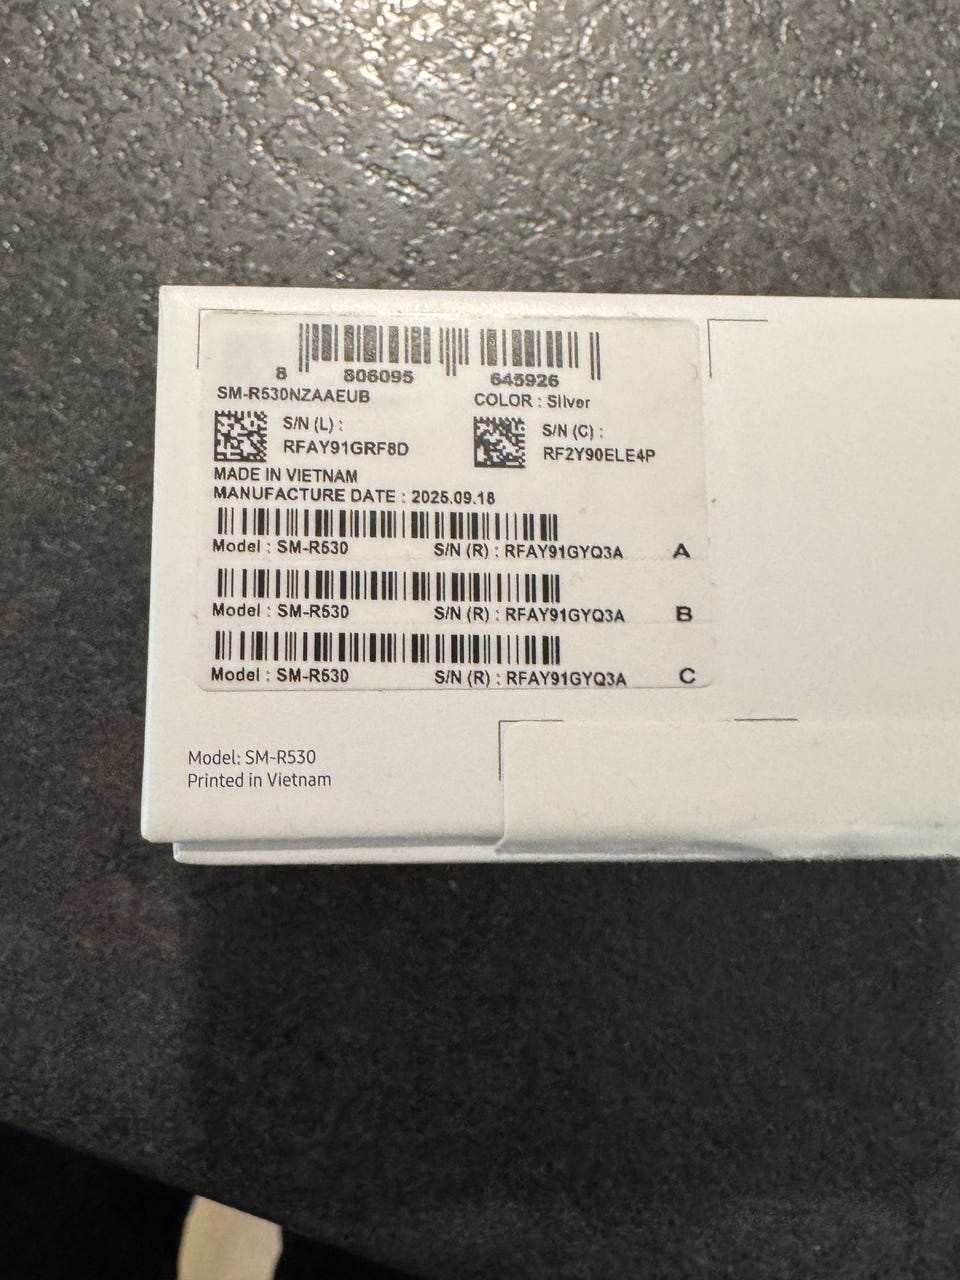 8 806095 645926
SM-R530NZAAEUB COLOR : Silver
S/N (L) : S/N (C) :
RFAY91GRF8D RF2Y90ELE4P
MADE IN VIETNAM
MANUFACTURE DATE : 2025.09.18
Model : SM-R530 S/N (R) : RFAY91GYQ3A A
Model : SM-R530 S/N (R) : RFAY91GYQ3A B
Model : SM-R530 S/N (R) : RFAY91GYQ3A C
Model: SM-R530
Printed in Vietnam